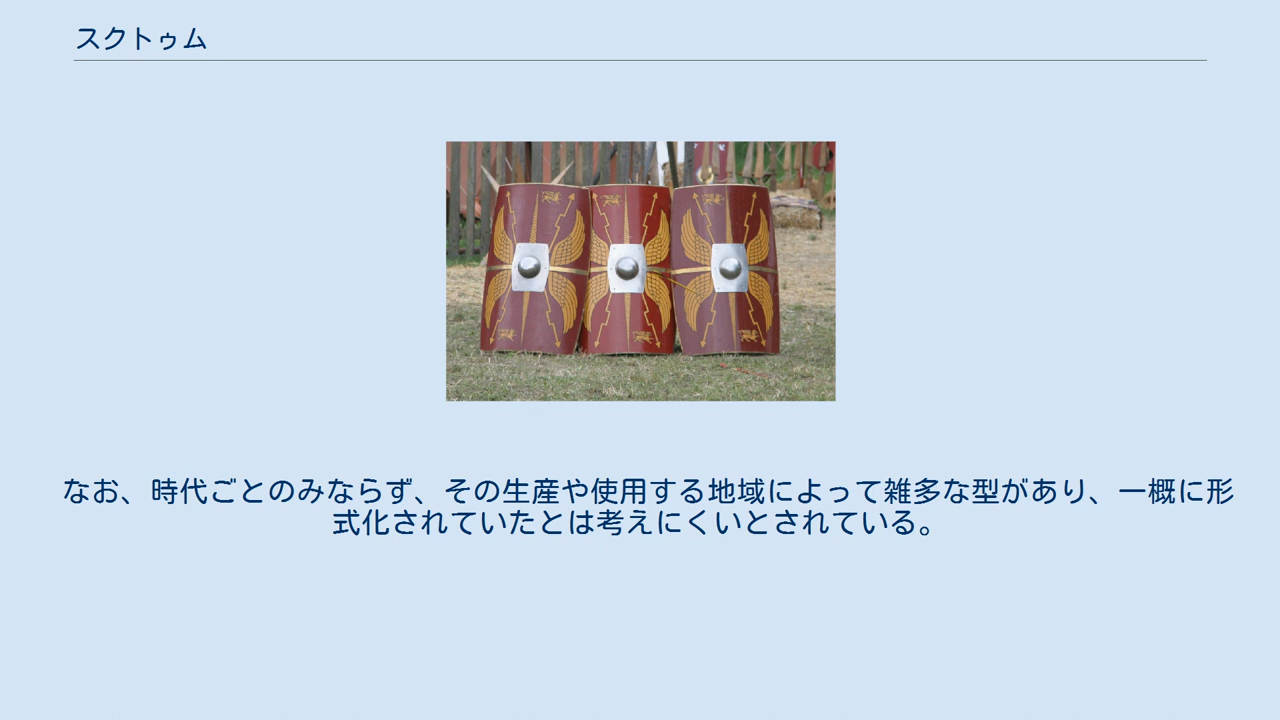 スクトゥム
なお、時代ごとのみならず、その生産や使用する地域によって雑多な型があり、一概に形
式化されていたとは考えにくいとされている。